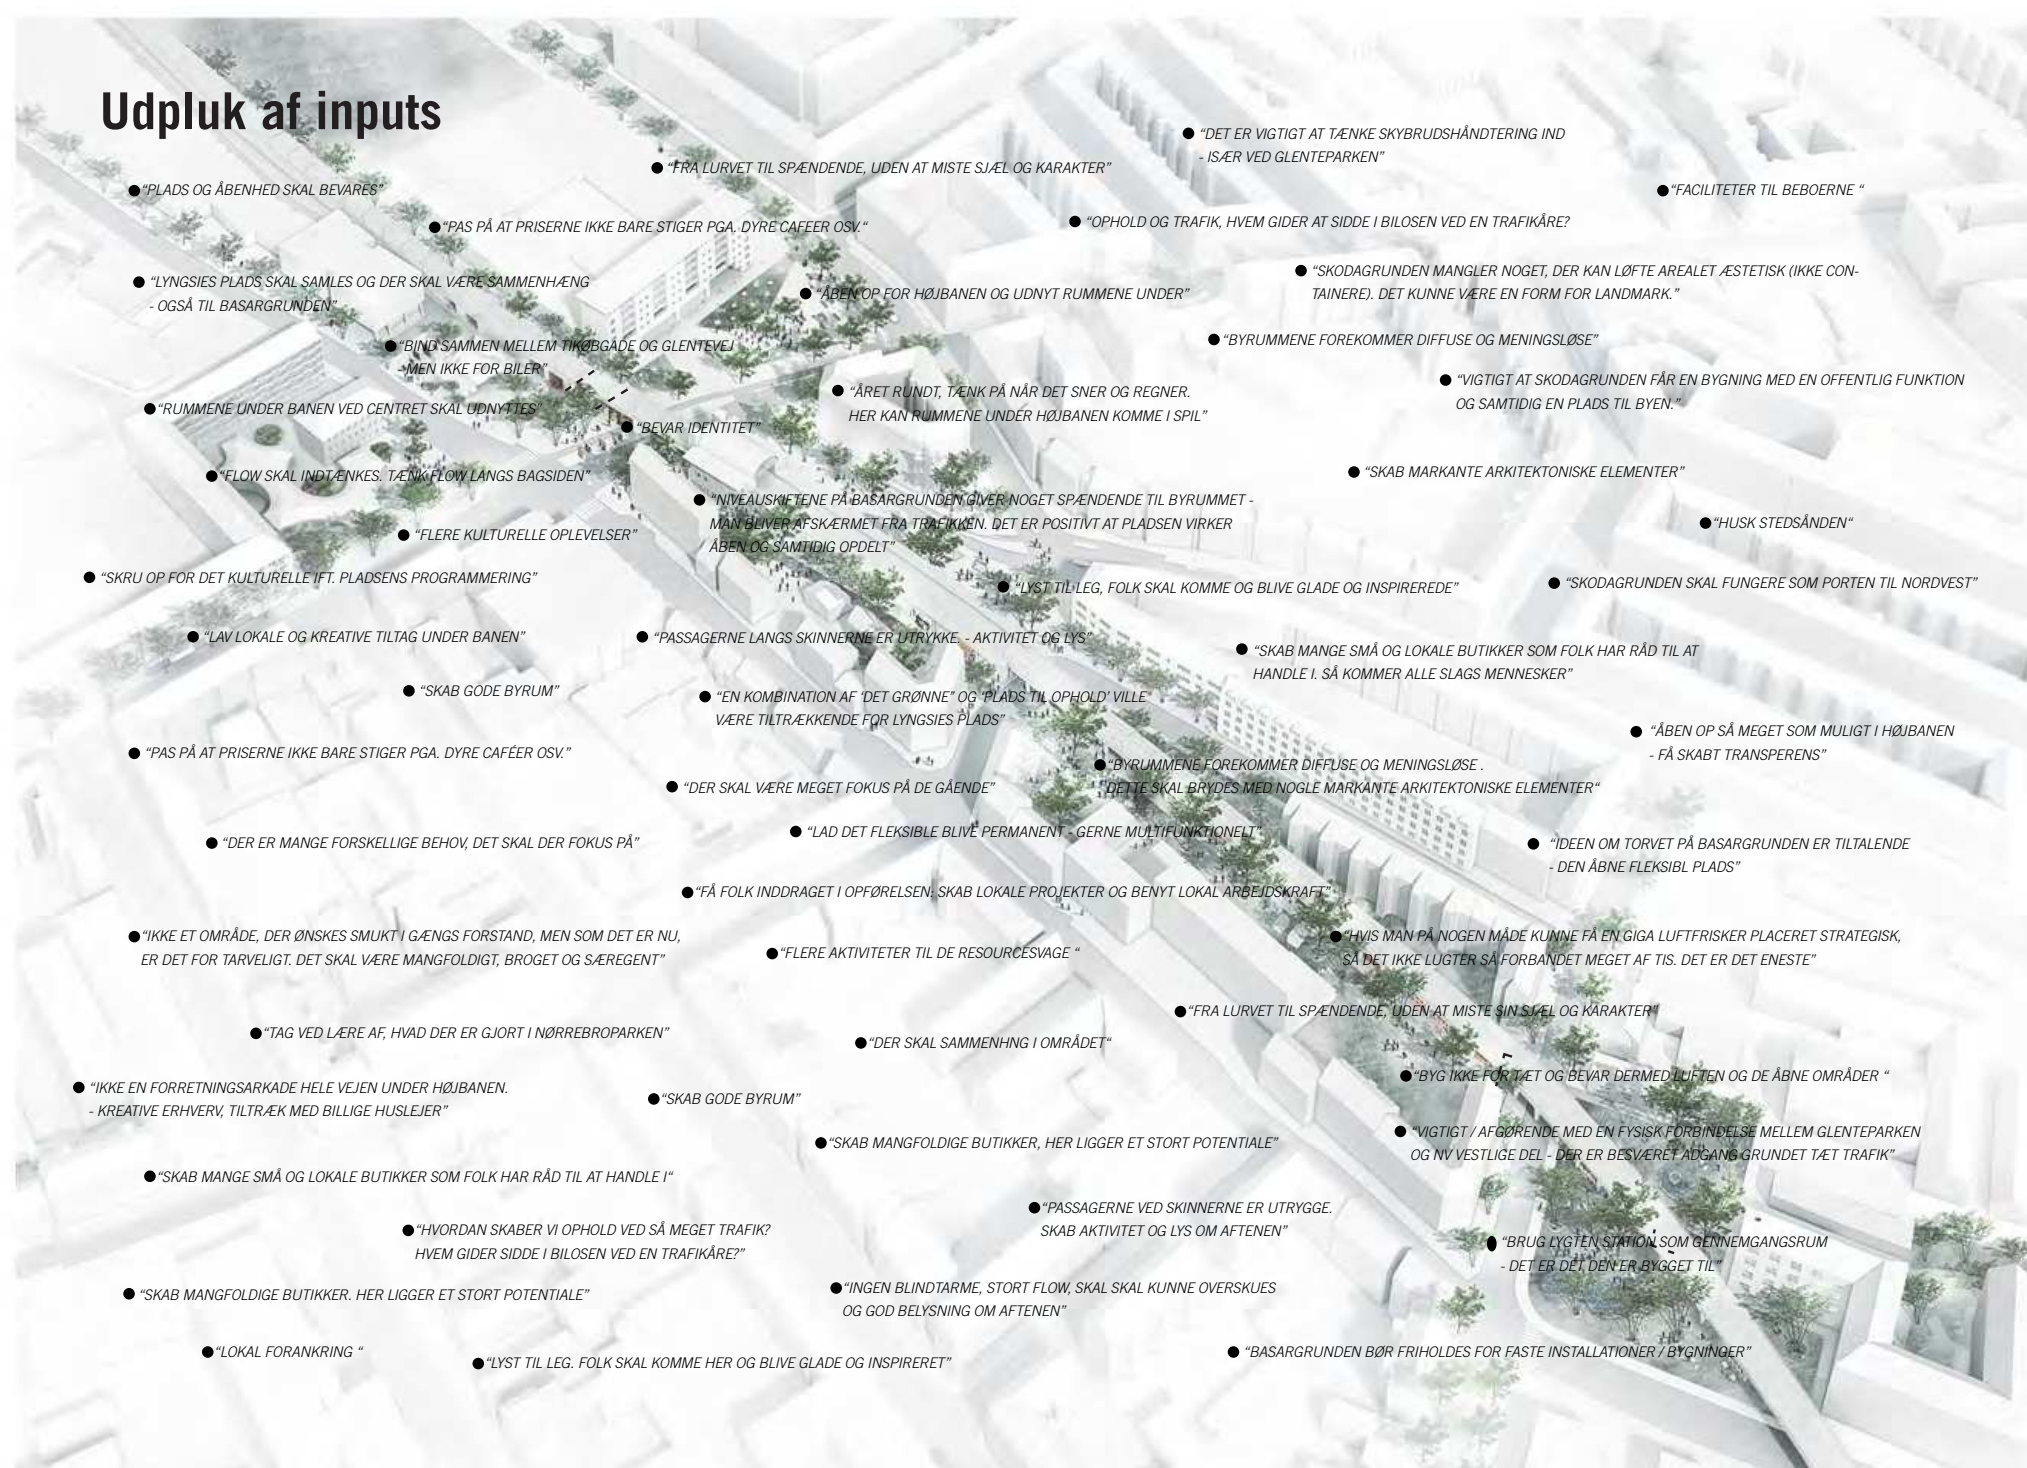 Udpluk af inputs
“DET ER VIGTIGT AT TÆNKE SKYBRUDSHÅNDTERING IND
- ISÆR VED GLENTEPARKEN”
“FRA LURVET TIL SPÆNDENDE, UDEN AT MISTE SJÆL OG KARAKTER”
“PLADS OG ÅBENHED SKAL BEVARES”
“FACILITETER TIL BEBOERNE “
“PAS PÅ AT PRISERNE IKKE BARE STIGER PGA. DYRE CAFEER OSV.“
“OPHOLD OG TRAFIK, HVEM GIDER AT SIDDE I BILOSEN VED EN TRAFIKÅRE?
“LYNGSIES PLADS SKAL SAMLES OG DER SKAL VÆRE SAMMENHÆNG
- OGSÅ TIL BASARGRUNDEN”
“ÅBEN OP FOR HØJBANEN OG UDNYT RUMMENE UNDER”
“SKODAGRUNDEN MANGLER NOGET, DER KAN LØFTE AREALET ÆSTETISK (IKKE CON-
TAINERE). DET KUNNE VÆRE EN FORM FOR LANDMARK.”
“BIND SAMMEN MELLEM TIKØBGADE OG GLENTEVEJ
- MEN IKKE FOR BILER”
“BYRUMMENE FOREKOMMER DIFFUSE OG MENINGSLØSE”
“ÅRET RUNDT, TÆNK PÅ NÅR DET SNER OG REGNER.
HER KAN RUMMENE UNDER HØJBANEN KOMME I SPIL”
“VIGTIGT AT SKODAGRUNDEN FÅR EN BYGNING MED EN OFFENTLIG FUNKTION
OG SAMTIDIG EN PLADS TIL BYEN.”
“RUMMENE UNDER BANEN VED CENTRET SKAL UDNYTTES”
“BEVAR IDENTITET”
“FLOW SKAL INDTÆNKES. TÆNK FLOW LANGS BAGSIDEN”
“SKAB MARKANTE ARKITEKTONISKE ELEMENTER”
“NIVEAUSKIFTENE PÅ BASARGRUNDEN GIVER NOGET SPÆNDENDE TIL BYRUMMET -
MAN BLIVER AFSKÆRMET FRA TRAFIKKEN. DET ER POSITIVT AT PLADSEN VIRKER
ÅBEN OG SAMTIDIG OPDELT”
“FLERE KULTURELLE OPLEVELSER”
“HUSK STEDSÅNDEN“
“SKRU OP FOR DET KULTURELLE IFT. PLADSENS PROGRAMMERING”
“LYST TIL LEG, FOLK SKAL KOMME OG BLIVE GLADE OG INSPIREREDE”
“SKODAGRUNDEN SKAL FUNGERE SOM PORTEN TIL NORDVEST”
“LAV LOKALE OG KREATIVE TILTAG UNDER BANEN”
“PASSAGERNE LANGS SKINNERNE ER UTRYKKE. - AKTIVITET OG LYS”
“SKAB MANGE SMÅ OG LOKALE BUTIKKER SOM FOLK HAR RÅD TIL AT
HANDLE I. SÅ KOMMER ALLE SLAGS MENNESKER”
“SKAB GODE BYRUM”
“EN KOMBINATION AF ‘DET GRØNNE” OG ‘PLADS TIL OPHOLD’ VILLE
VÆRE TILTRÆKKENDE FOR LYNGSIES PLADS”
“ÅBEN OP SÅ MEGET SOM MULIGT I HØJBANEN
- FÅ SKABT TRANSPERENS”
“PAS PÅ AT PRISERNE IKKE BARE STIGER PGA. DYRE CAFÉER OSV.”
“BYRUMMENE FOREKOMMER DIFFUSE OG MENINGSLØSE .
DETTE SKAL BRYDES MED NOGLE MARKANTE ARKITEKTONISKE ELEMENTER“
“DER SKAL VÆRE MEGET FOKUS PÅ DE GÅENDE”
“LAD DET FLEKSIBLE BLIVE PERMANENT - GERNE MULTIFUNKTIONELT”
“DER ER MANGE FORSKELLIGE BEHOV, DET SKAL DER FOKUS PÅ”
“IDEEN OM TORVET PÅ BASARGRUNDEN ER TILTALENDE
- DEN ÅBNE FLEKSIBL PLADS”
“FÅ FOLK INDDRAGET I OPFØRELSEN: SKAB LOKALE PROJEKTER OG BENYT LOKAL ARBEJDSKRAFT”
“IKKE ET OMRÅDE, DER ØNSKES SMUKT I GÆNGS FORSTAND, MEN SOM DET ER NU,
ER DET FOR TARVELIGT. DET SKAL VÆRE MANGFOLDIGT, BROGET OG SÆREGENT”
“FLERE AKTIVITETER TIL DE RESOURCESVAGE “
“HVIS MAN PÅ NOGEN MÅDE KUNNE FÅ EN GIGA LUFTFRISKER PLACERET STRATEGISK,
SÅ DET IKKE LUGTER SÅ FORBANDET MEGET AF TIS. DET ER DET ENESTE”
“FRA LURVET TIL SPÆNDENDE, UDEN AT MISTE SIN SJÆL OG KARAKTER”
“TAG VED LÆRE AF, HVAD DER ER GJORT I NØRREBROPARKEN”
“DER SKAL SAMMENHNG I OMRÅDET“
“BYG IKKE FOR TÆT OG BEVAR DERMED LUFTEN OG DE ÅBNE OMRÅDER “
“IKKE EN FORRETNINGSARKADE HELE VEJEN UNDER HØJBANEN.
- KREATIVE ERHVERV, TILTRÆK MED BILLIGE HUSLEJER”
“SKAB GODE BYRUM”
“SKAB MANGFOLDIGE BUTIKKER, HER LIGGER ET STORT POTENTIALE”
“VIGTIGT / AFGØRENDE MED EN FYSISK FORBINDELSE MELLEM GLENTEPARKEN
OG NV VESTLIGE DEL - DER ER BESVÆRET ADGANG GRUNDET TÆT TRAFIK”
“SKAB MANGE SMÅ OG LOKALE BUTIKKER SOM FOLK HAR RÅD TIL AT HANDLE I“
“PASSAGERNE VED SKINNERNE ER UTRYGGE.
SKAB AKTIVITET OG LYS OM AFTENEN”
“HVORDAN SKABER VI OPHOLD VED SÅ MEGET TRAFIK?
HVEM GIDER SIDDE I BILOSEN VED EN TRAFIKÅRE?”
“BRUG LYGTEN STATION SOM GENNEMGANGSRUM
- DET ER DET DEN ER BYGGET TIL”
“SKAB MANGFOLDIGE BUTIKKER. HER LIGGER ET STORT POTENTIALE”
“INGEN BLINDTARME, STORT FLOW, SKAL SKAL KUNNE OVERSKUES
OG GOD BELYSNING OM AFTENEN”
“LOKAL FORANKRING “
“LYST TIL LEG. FOLK SKAL KOMME HER OG BLIVE GLADE OG INSPIRERET”
“BASARGRUNDEN BØR FRIHOLDES FOR FASTE INSTALLATIONER / BYGNINGER”